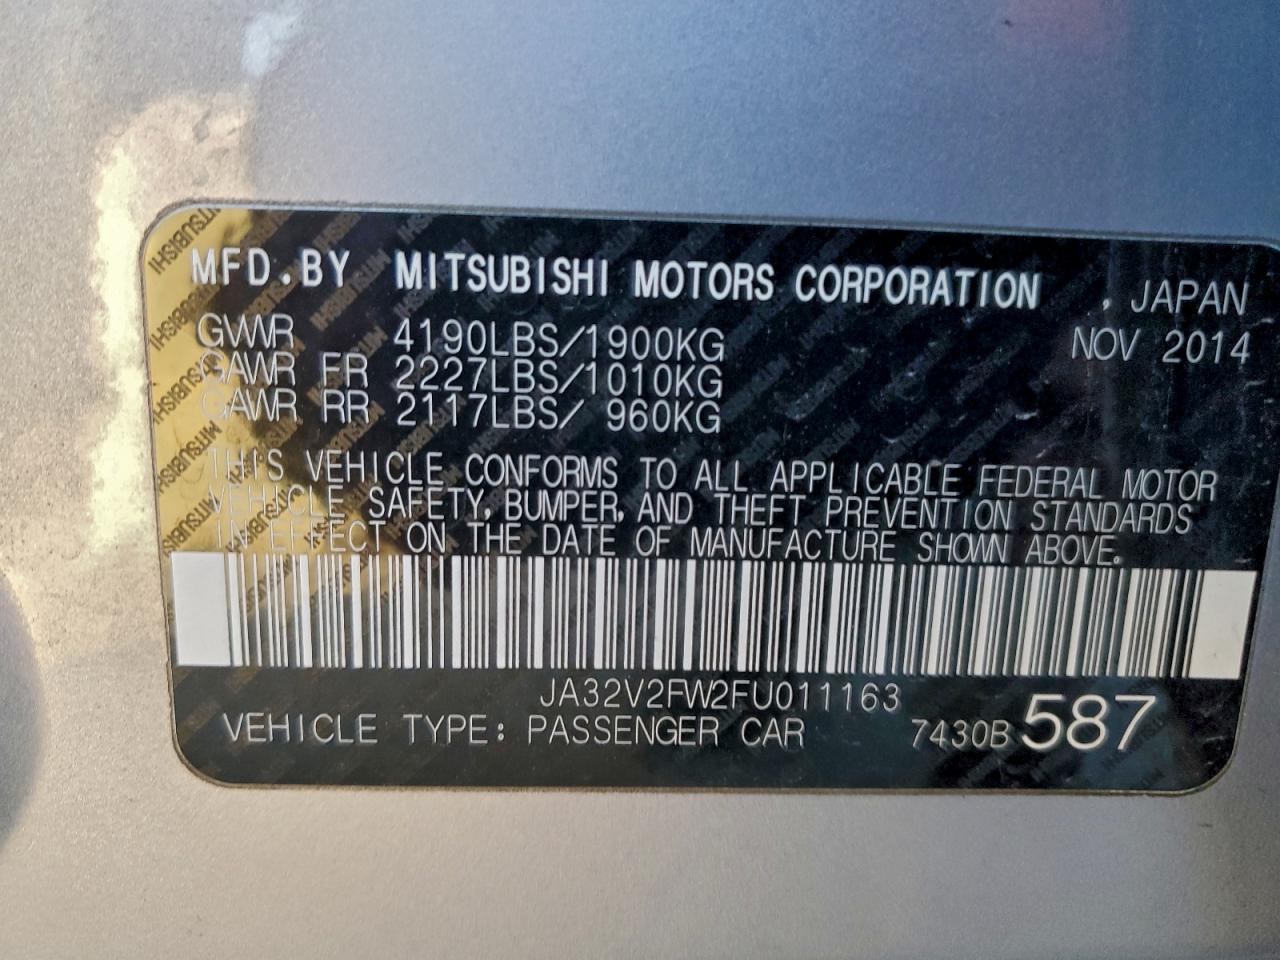 MFD.BY MITSUBISHI MOTORS CORPORATION , JAPAN
GVWR 4190LBS/1900KG NOV 2014
GAWR FR 2227LBS/1010KG
GAWR RR 2117LBS/ 960KG
THIS VEHICLE CONFORMS TO ALL APPLICABLE FEDERAL MOTOR
VEHICLE SAFETY, BUMPER, AND THEFT PREVENTION STANDARDS
IN EFFECT ON THE DATE OF MANUFACTURE SHOWN ABOVE.
JA32V2FW2FU011163
VEHICLE TYPE: PASSENGER CAR 7430B 587